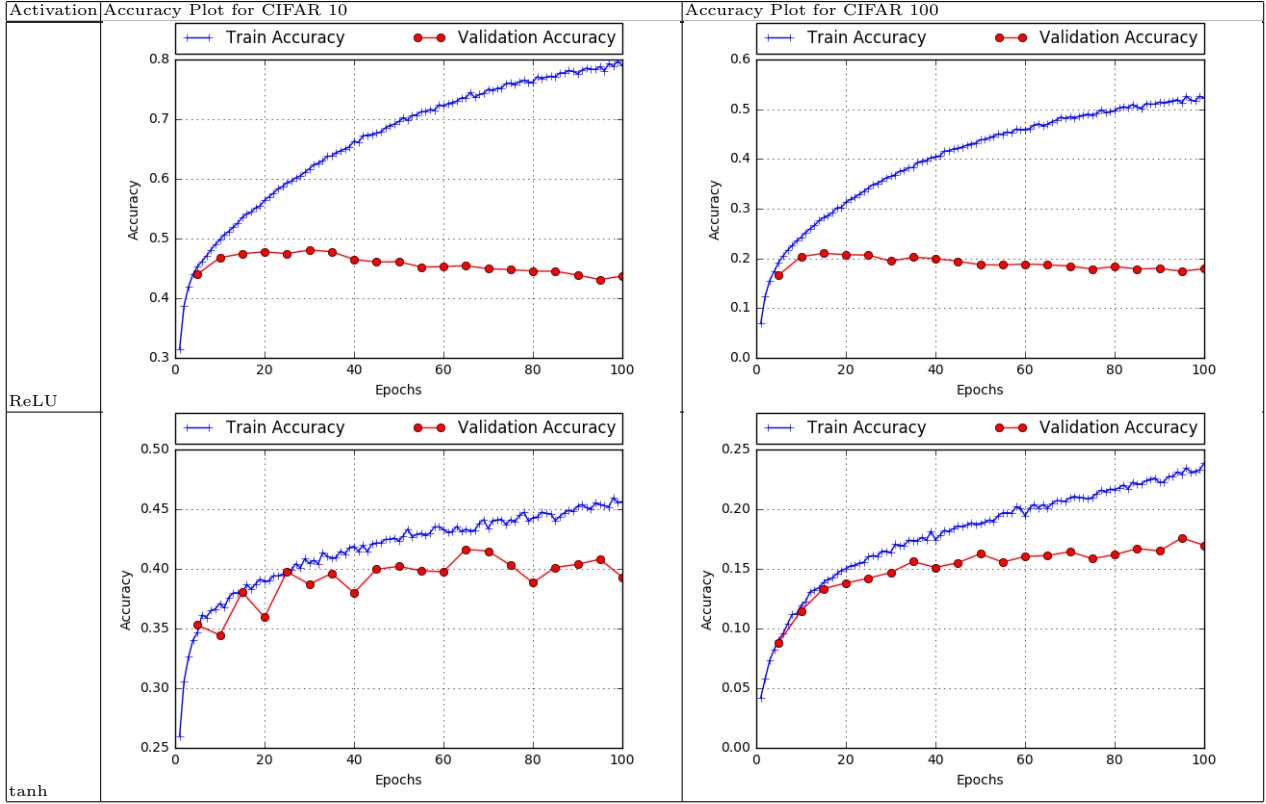 Activation Accuracy Plot for CIFAR 10 Accuracy Plot for CIFAR 100
Train Accuracy Validation Accuracy
0.8
0.7
0.6
0.5
0.4
0.3
Accuracy
0 20 40 60 80 100
Epochs
Train Accuracy Validation Accuracy
0.6
0.5
0.4
0.3
0.2
0.1
0.0
Accuracy
0 20 40 60 80 100
Epochs
ReLU
Train Accuracy Validation Accuracy
0.50
0.45
0.40
0.35
0.30
0.25
Accuracy
0 20 40 60 80 100
Epochs
Train Accuracy Validation Accuracy
0.25
0.20
0.15
0.10
0.05
0.00
Accuracy
0 20 40 60 80 100
Epochs
tanh